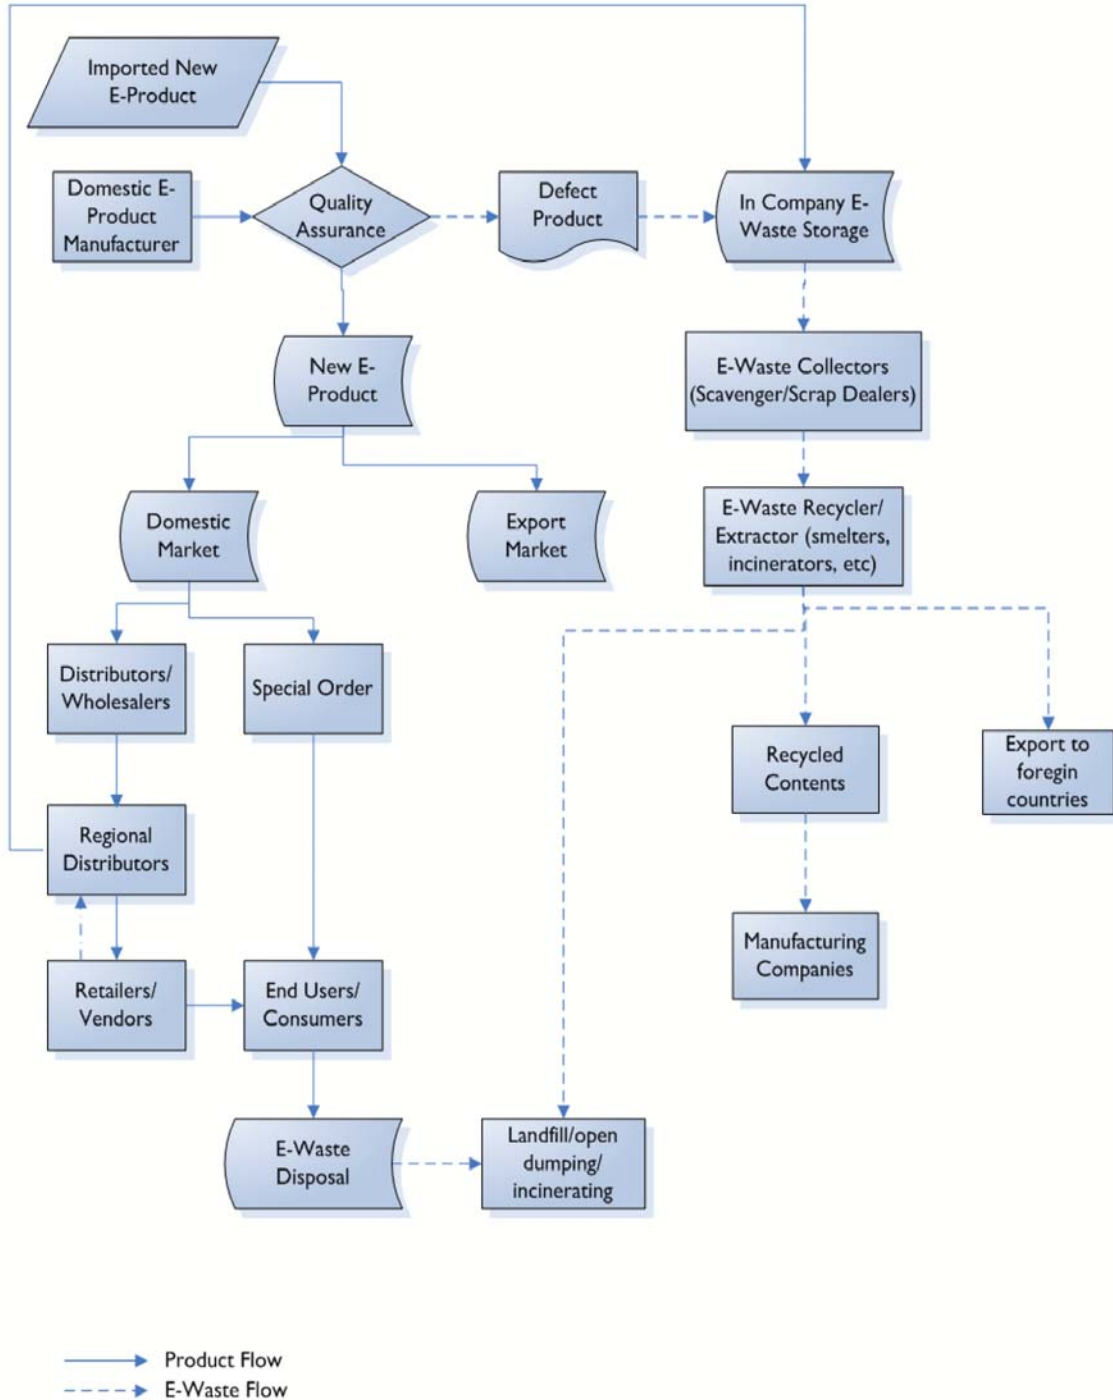 Imported New
E-Product
Domestic E-
Product
Manufacturer
Quality
Assurance
Defect
Product
In Company E-
Waste Storage
New E-
Product
E-Waste Collectors
(Scavenger/Scrap Dealers)
Domestic
Market
Export
Market
E-Waste Recycler/
Extractor (smelters,
incinerators, etc)
Distributors/
Wholesalers
Special Order
Recycled
Contents
Export to
foregin
countries
Regional
Distributors
Manufacturing
Companies
Retailers/
Vendors
End Users/
Consumers
E-Waste
Disposal
Landfill/open
dumping/
incinerating
Product Flow
E-Waste Flow